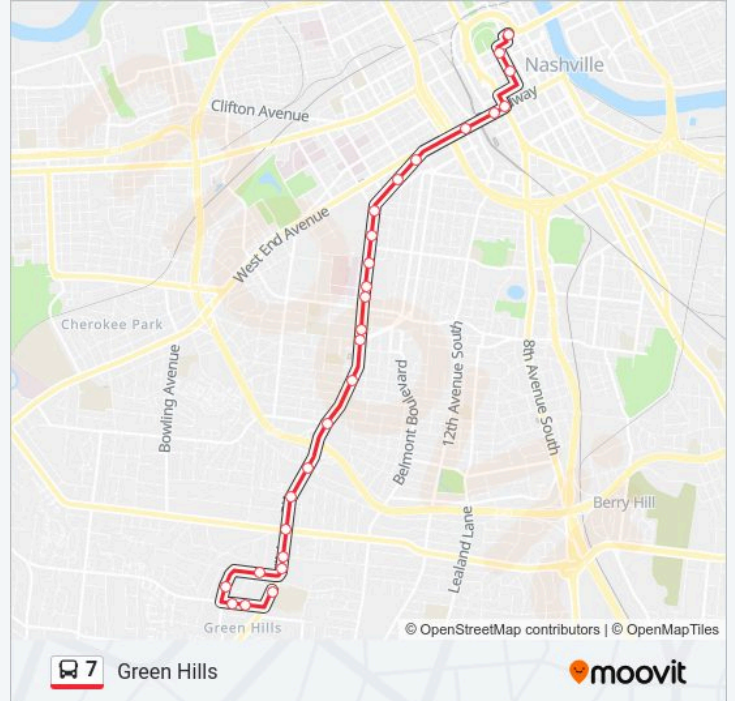 Nashville
way
Clifton Avenue
West End Avenue
Cherokee Park
Bowling Avenue
Belmont Boulevard
12th Avenue South
8th Avenue South
Berry Hill
Lealand Lane
Green Hills
© OpenStreetMap contributors | © OpenMapTiles
7 Green Hills
moovit